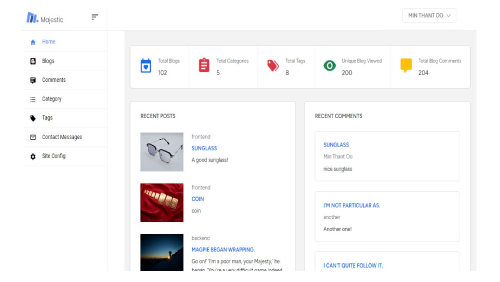 Majestic
MIN THANT OO
Home
Blogs
Comments
Category
Tags
Contact Messages
Site Config
Total Blogs
102
Total Categories
5
Total Tags
8
Unique Blog Viewed
200
Total Blog Comments
204
RECENT POSTS
frontend
SUNGLASS
A good sunglass!
frontend
COIN
coin
backend
MAGPIE BEGAN WRAPPING.
Go on!' 'I'm a poor man, your Majesty,' he
began. 'You're a very difficult game indeed.
RECENT COMMENTS
SUNGLASS
Min Thant Oo
nice sunglass
I'M NOT PARTICULAR AS.
another
Another one!
I CAN'T QUITE FOLLOW IT.